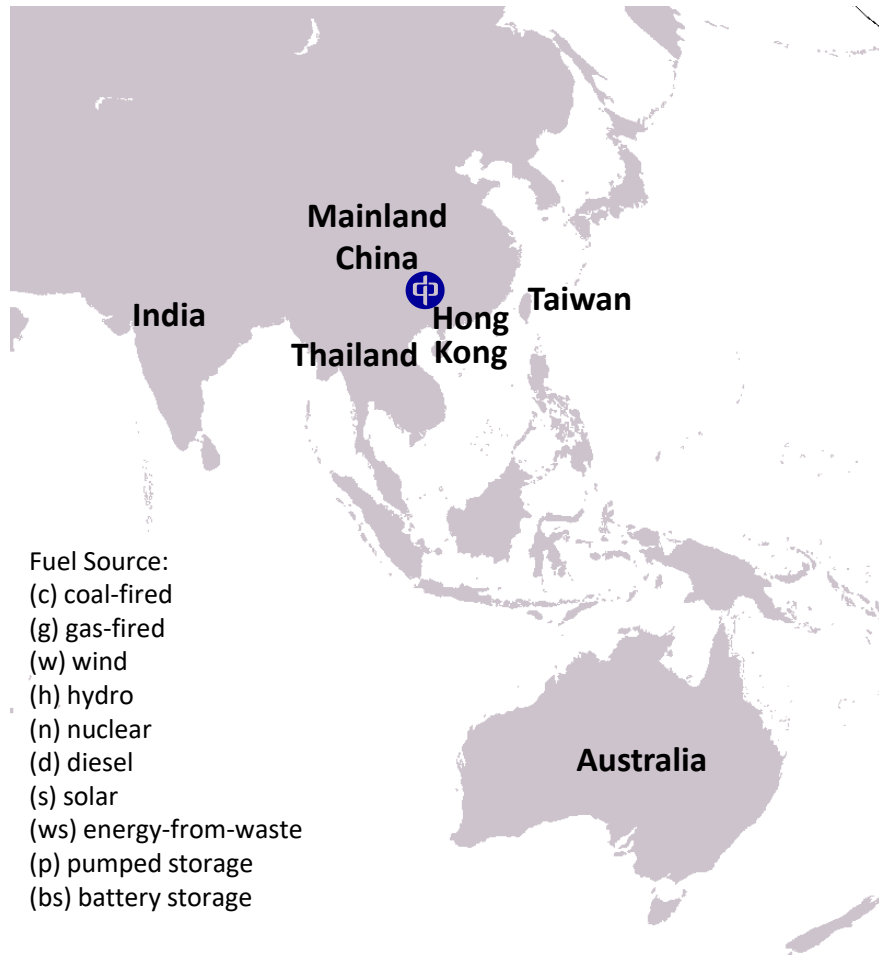 Mainland
China
India
Taiwan
Hong
Kong
Thailand
Fuel Source:
(c) coal-fired
(g) gas-fired
(w) wind
(h) hydro
(n) nuclear
(d) diesel
(s) solar
(ws) energy-from-waste
(p) pumped storage
(bs) battery storage
Australia